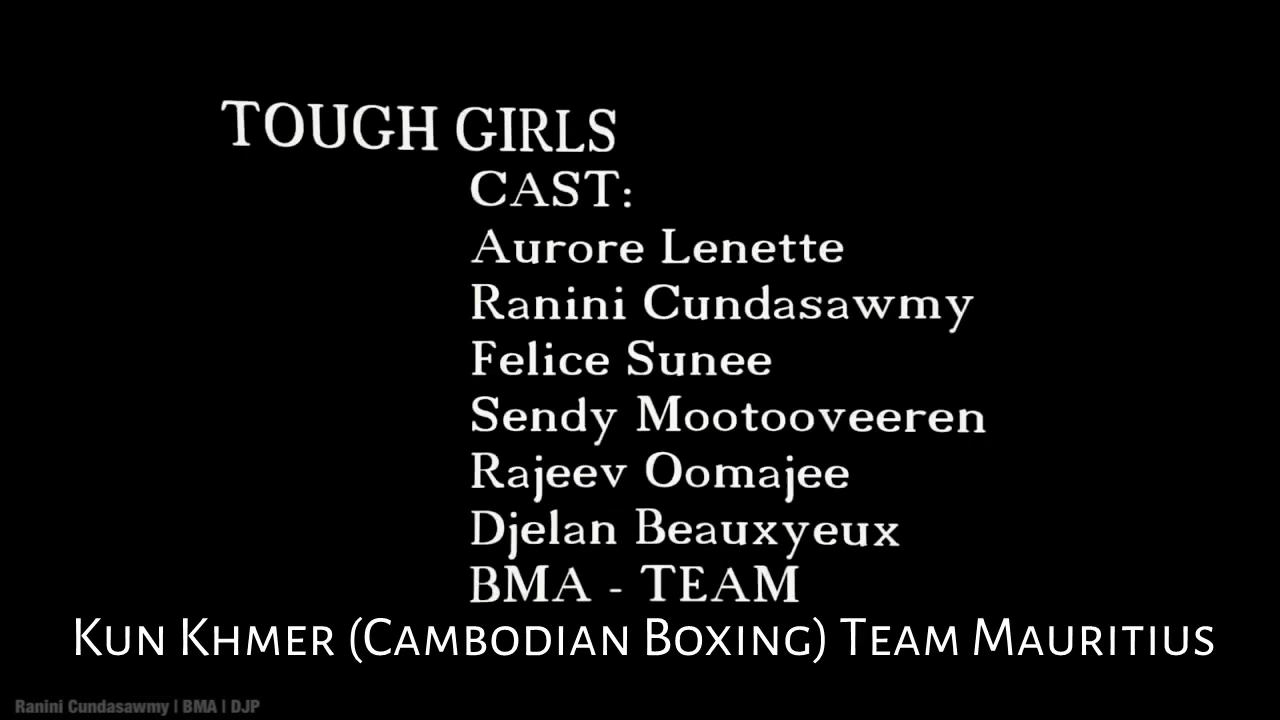 TOUGH GIRLS
CAST:
Aurore Lenette
Ranini Cundasawmy
Felice Sunee
Sendy Mootooveeren
Rajeev Oomajee
Djelan Beauxyeux
BMA - TEAM
Kun Khmer (Cambodian Boxing) Team Mauritius
Ranini Cundasawmy | BMA | DJP